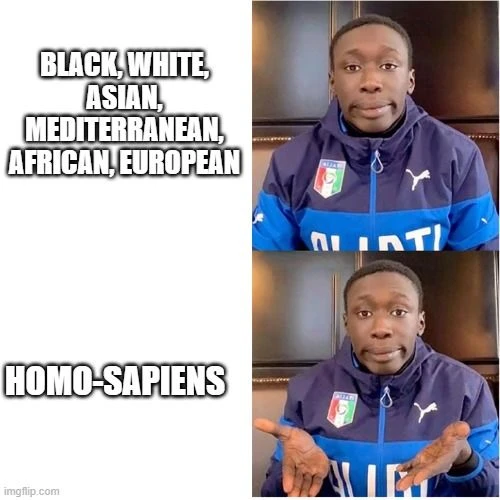 BLACK, WHITE,
ASIAN,
MEDITERRANEAN,
AFRICAN, EUROPEAN
HOMO-SAPIENS
imgflip.com